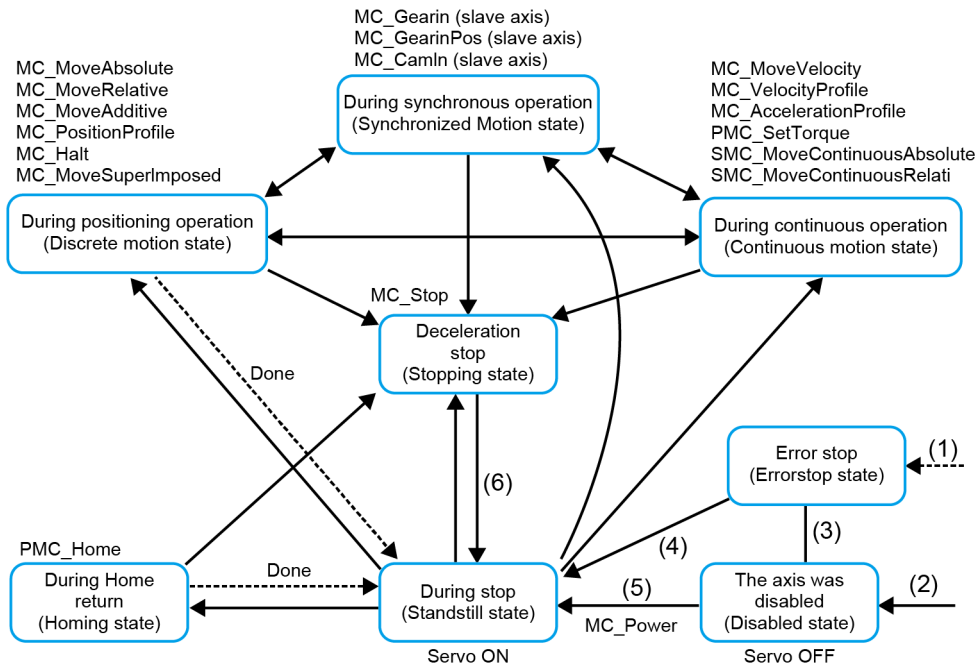 MC_Gearin (slave axis)
MC_GearinPos (slave axis)
MC_CamIn (slave axis)
During synchronous operation
(Synchronized Motion state)
MC_MoveAbsolute
MC_MoveRelative
MC_MoveAdditive
MC_PositionProfile
MC_Halt
MC_MoveSuperImposed
During positioning operation
(Discrete motion state)
MC_MoveVelocity
MC_VelocityProfile
MC_AccelerationProfile
PMC_SetTorque
SMC_MoveContinuousAbsolute
SMC_MoveContinuousRelati
During continuous operation
(Continuous motion state)
MC_Stop
Deceleration
stop
(Stopping state)
Done
Error stop
(Errorstop state)
(1)
(6)
(4)
(3)
PMC_Home
During Home
return
(Homing state)
Done
During stop
(Standstill state)
Servo ON
(5)
MC_Power
The axis was
disabled
(Disabled state)
(2)
Servo OFF